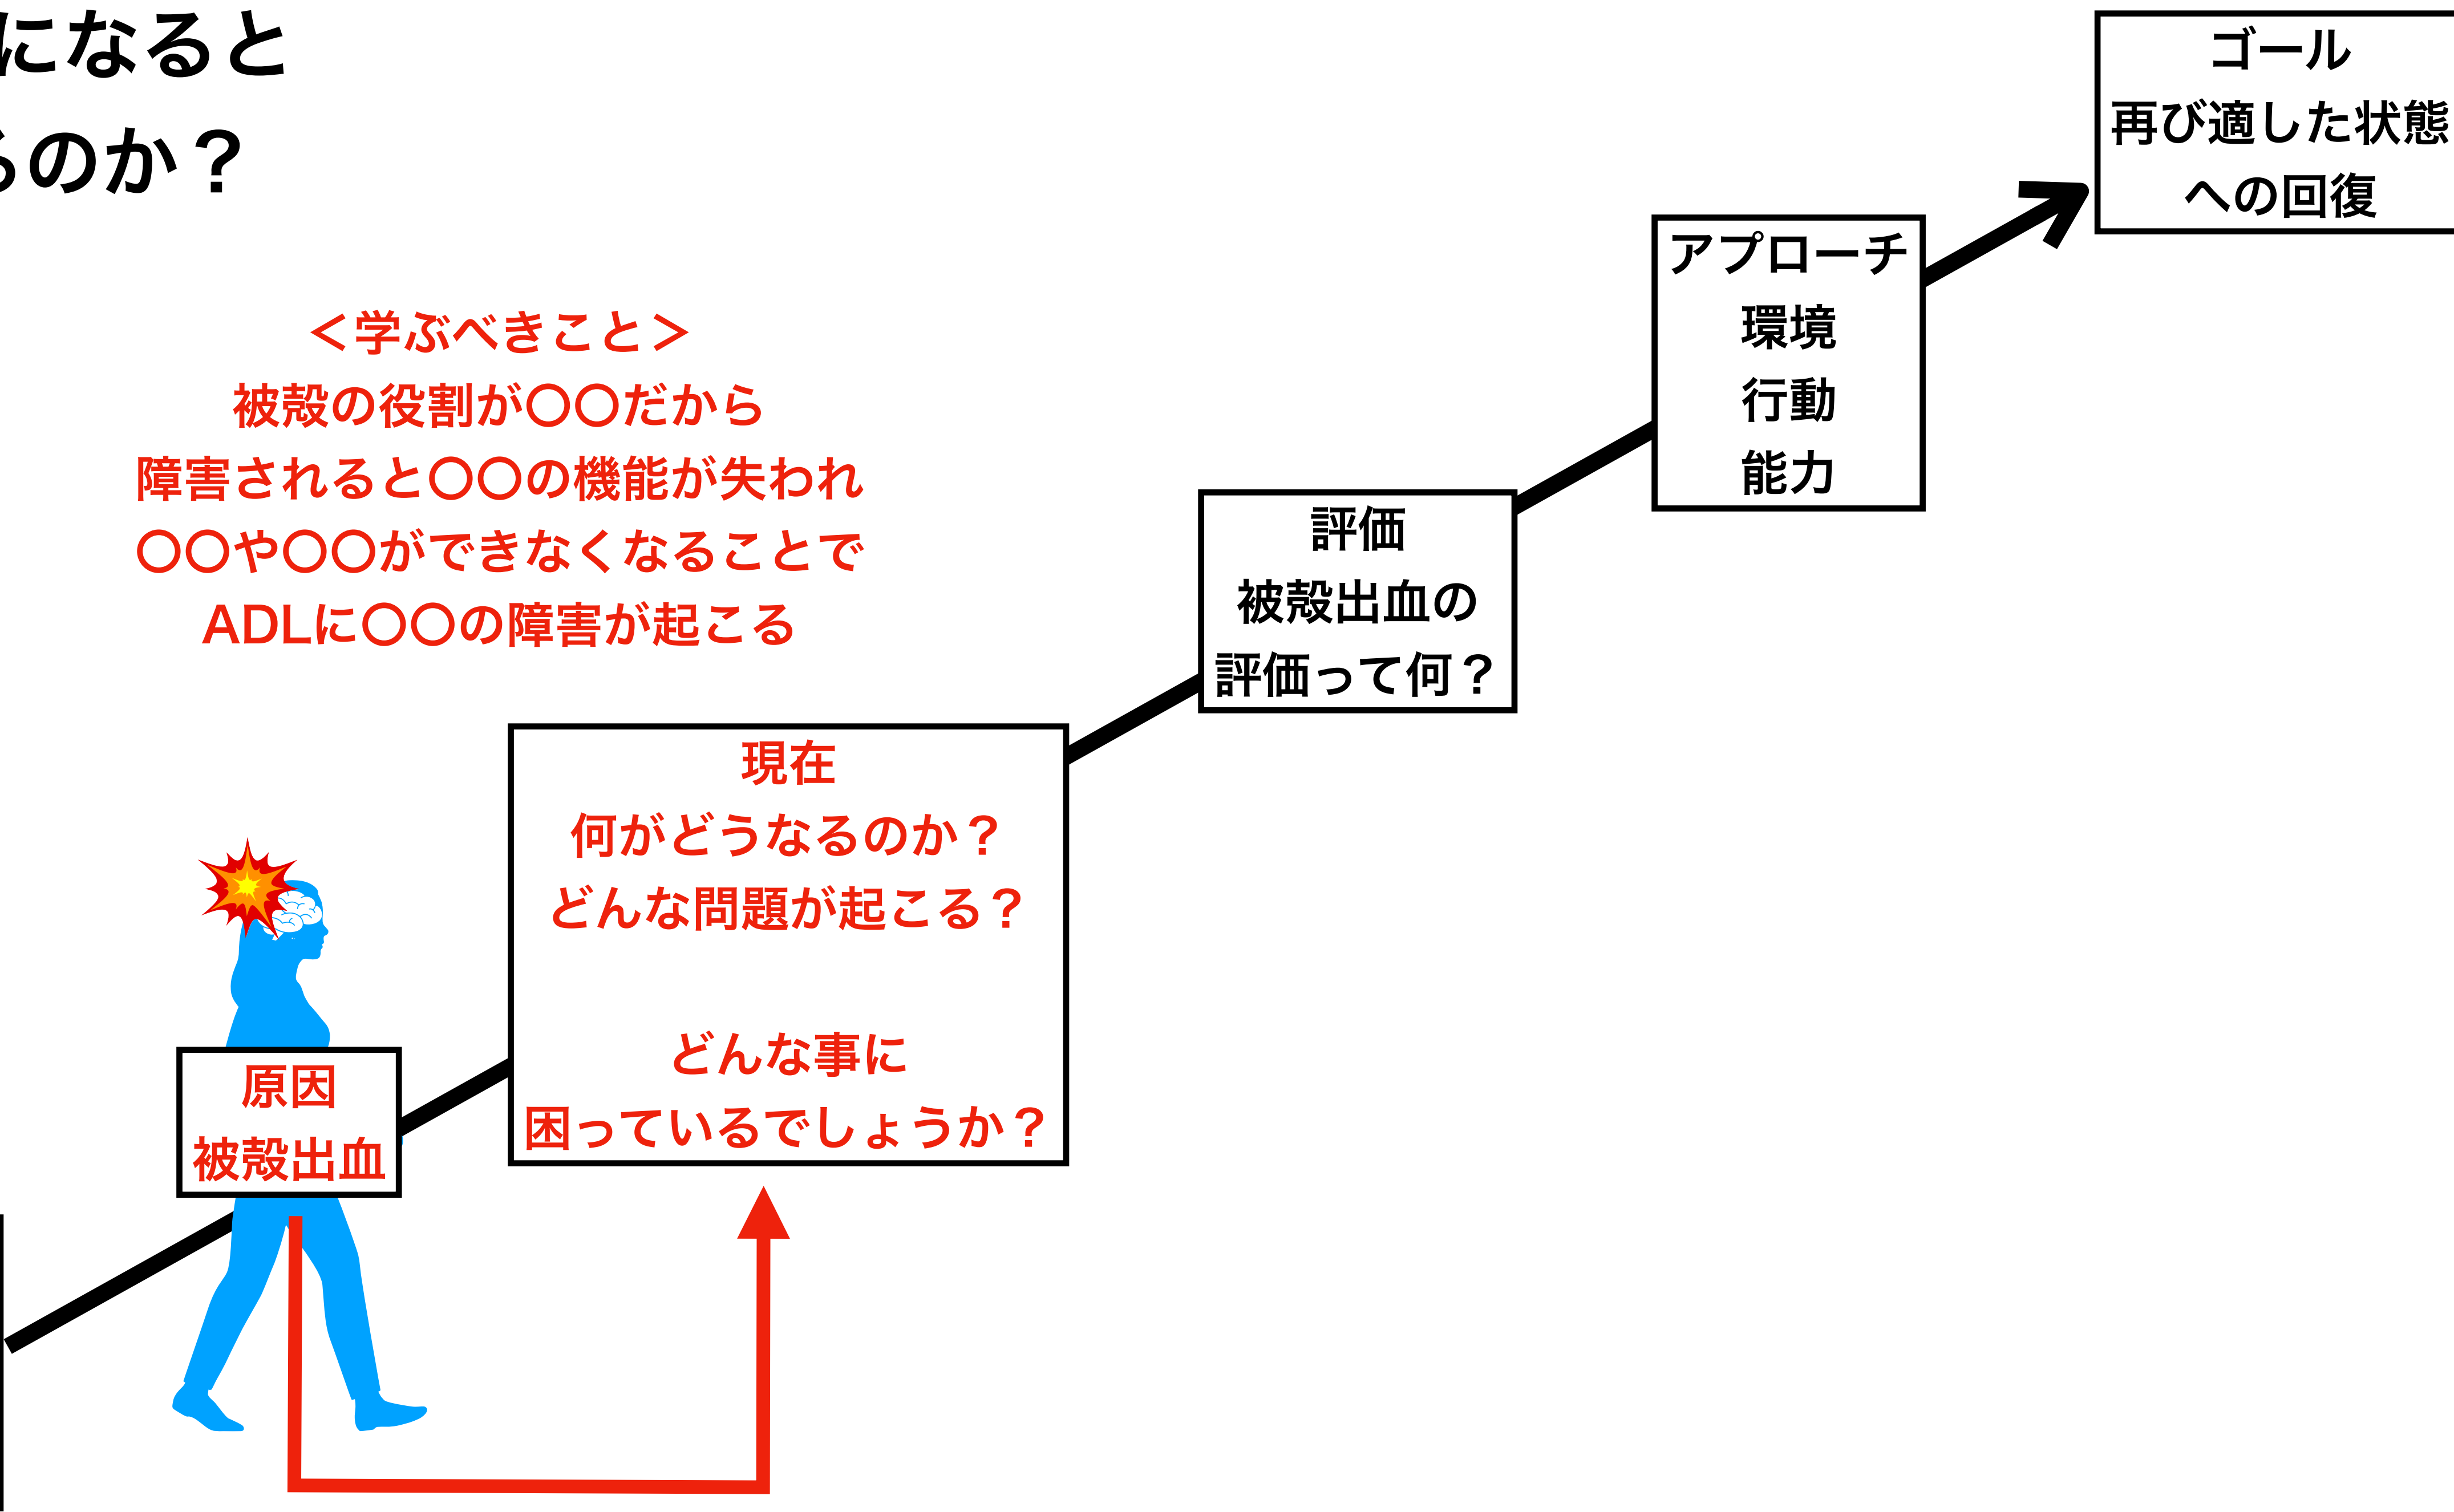 になると
るのか？
ゴール
再び適した状態
への回復
アプローチ
環境
行動
能力
＜学ぶべきこと＞
被殻の役割が〇〇だから
障害されると〇〇の機能が失われ
〇〇や〇〇ができなくなることで
ADLに〇〇の障害が起こる
評価
被殻出血の
評価って何？
現在
何がどうなるのか？
どんな問題が起こる？
どんな事に
困っているでしょうか？
原因
被殻出血